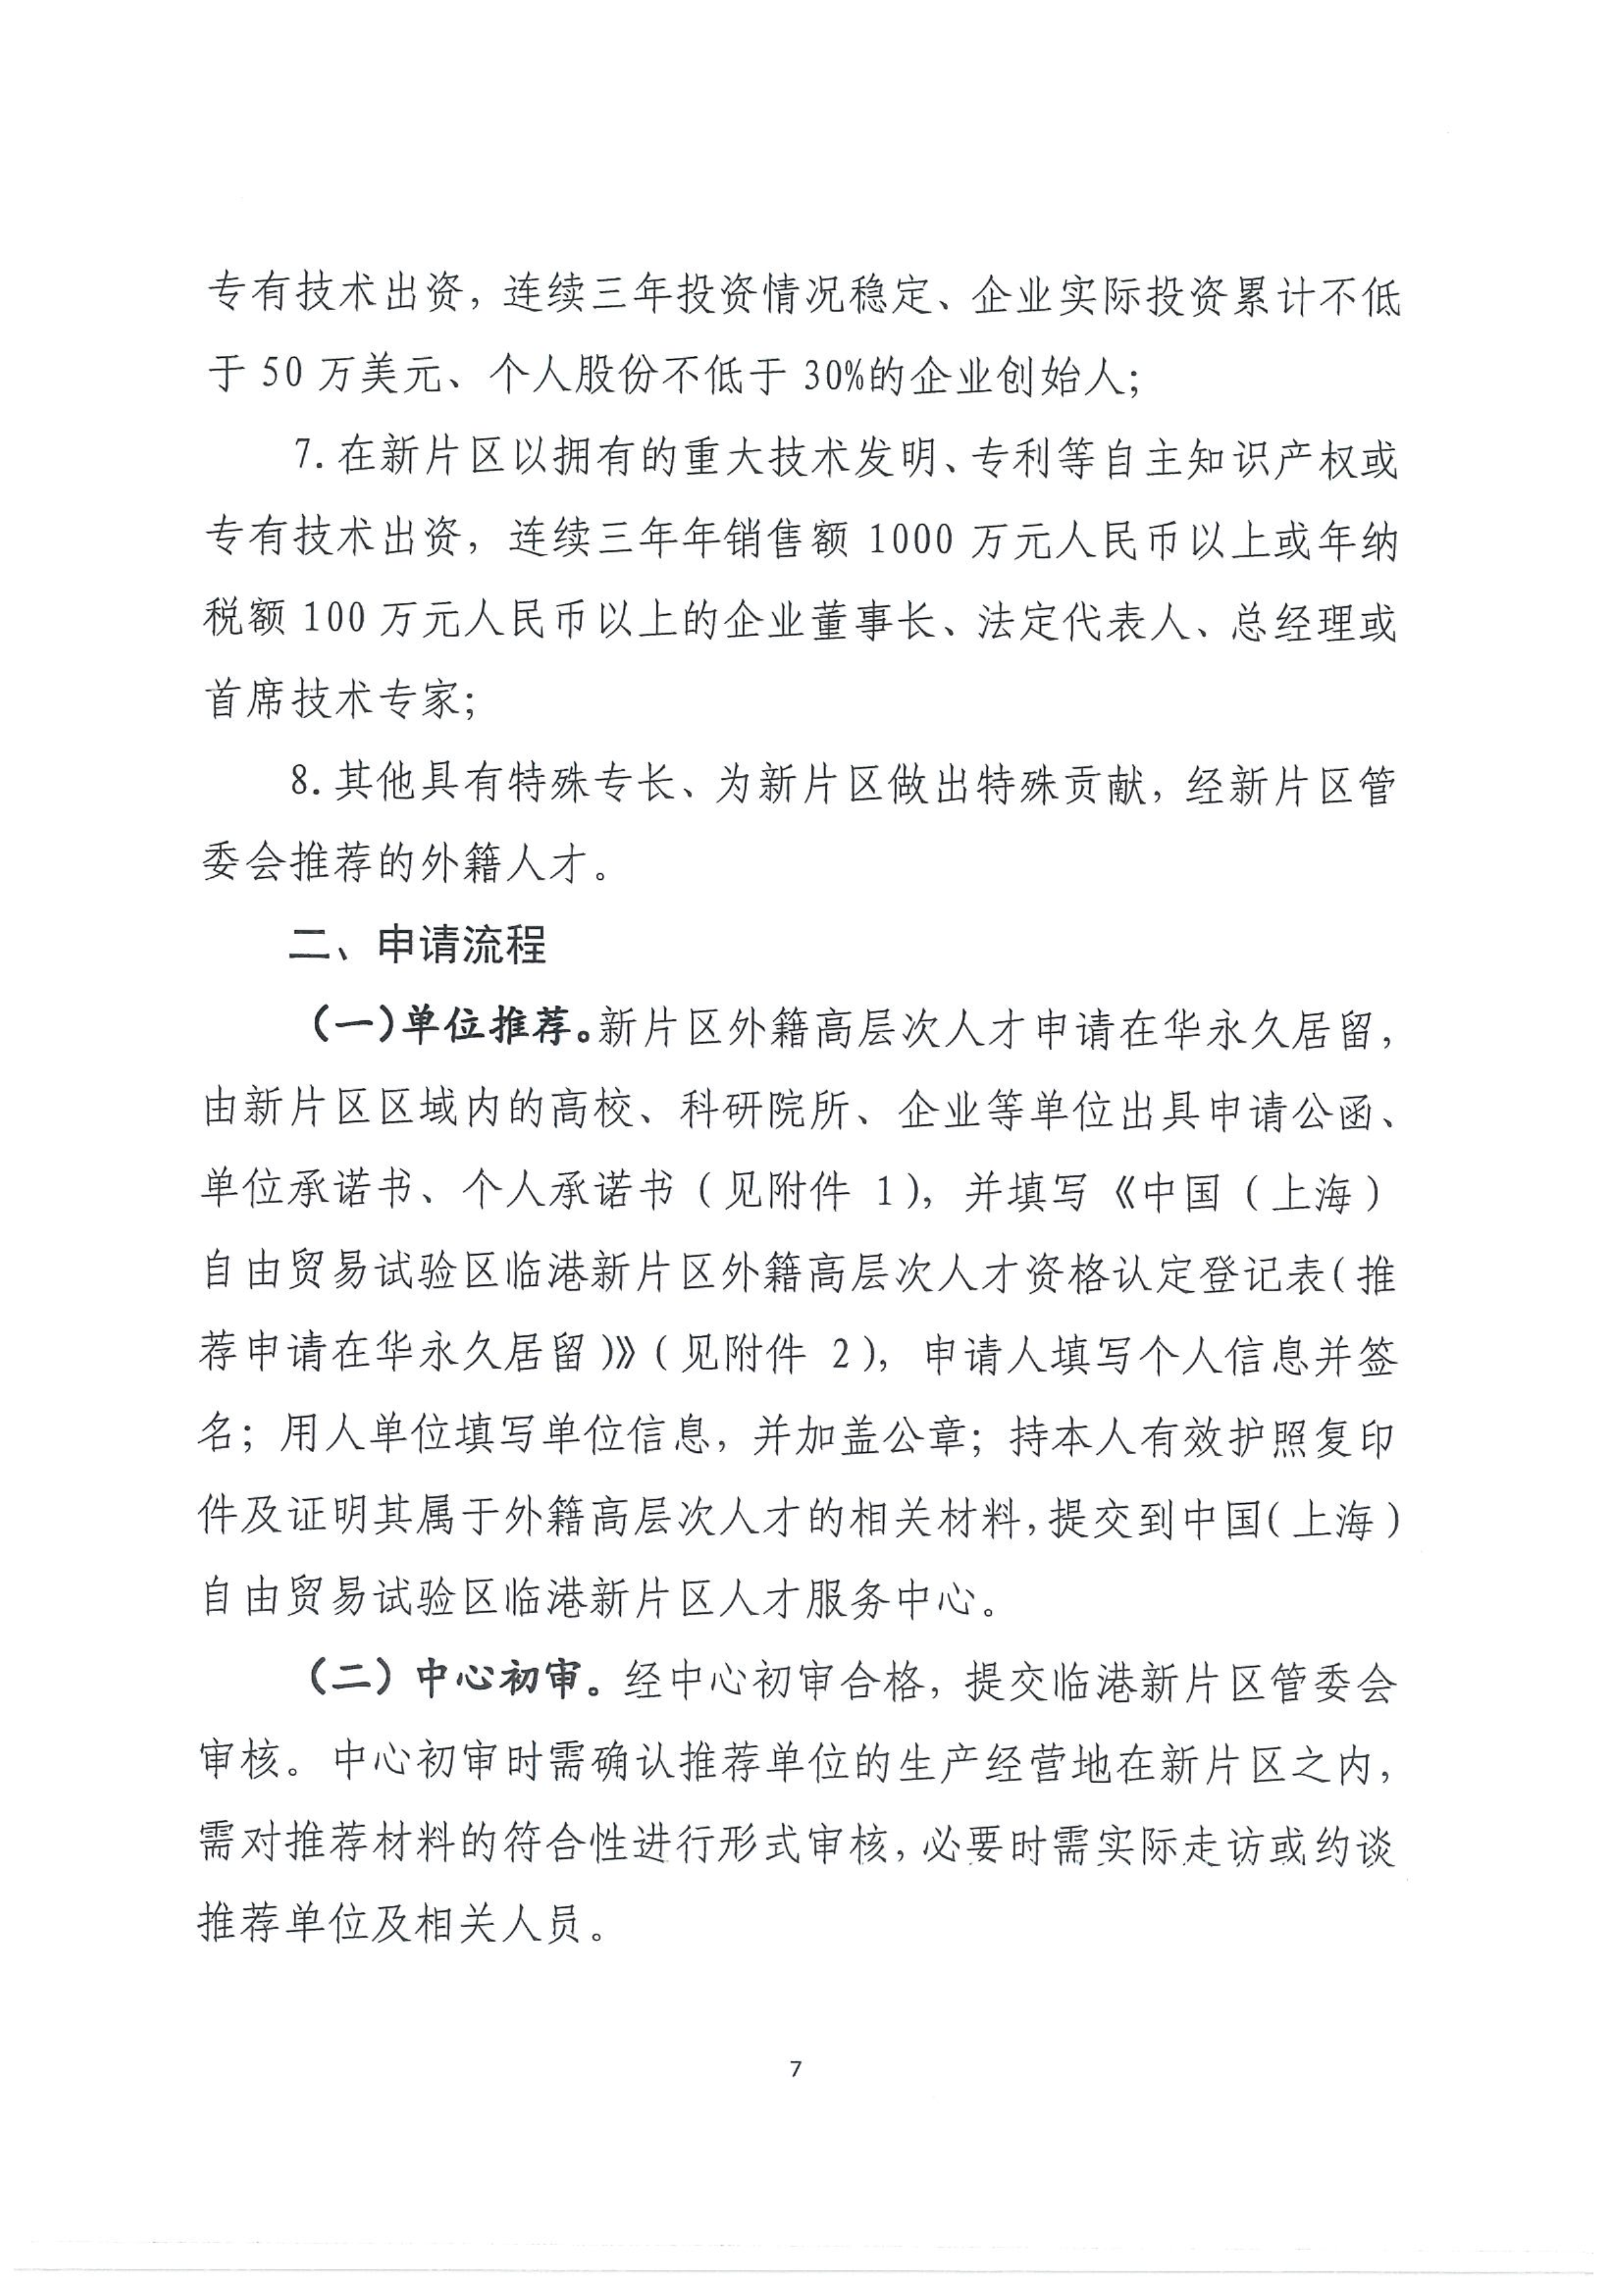 专有技术出资，连续三年投资情况稳定、企业实际投资累计不低
于 50 万美元、个人股份不低于 30%的企业创始人；
7. 在新片区以拥有的重大技术发明、专利等自主知识产权或
专有技术出资，连续三年年销售额 1000 万元人民币以上或年纳
税额 100 万元人民币以上的企业董事长、法定代表人、总经理或
首席技术专家；
8. 其他具有特殊专长、为新片区做出特殊贡献，经新片区管
委会推荐的外籍人才。
二、申请流程
（一）单位推荐。新片区外籍高层次人才申请在华永久居留，
由新片区区域内的高校、科研院所、企业等单位出具申请公函、
单位承诺书、个人承诺书（见附件 1），并填写《中国（上海）
自由贸易试验区临港新片区外籍高层次人才资格认定登记表（推
荐申请在华永久居留）》（见附件 2），申请人填写个人信息并签
名；用人单位填写单位信息，并加盖公章；持本人有效护照复印
件及证明其属于外籍高层次人才的相关材料，提交到中国（上海）
自由贸易试验区临港新片区人才服务中心。
（二）中心初审。经中心初审合格，提交临港新片区管委会
审核。中心初审时需确认推荐单位的生产经营地在新片区之内，
需对推荐材料的符合性进行形式审核，必要时需实际走访或约谈
推荐单位及相关人员。
7